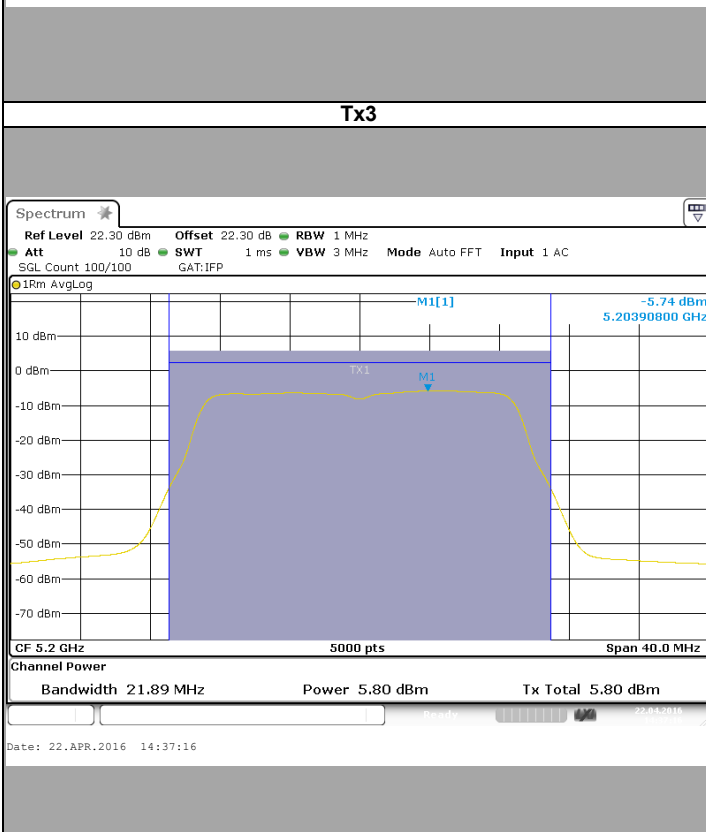 Tx3
Spectrum
Ref Level 22.30 dBm Offset 22.30 dB RBW 1 MHz
Att 10 dB SWT 1 ms VBW 3 MHz Mode Auto FFT Input 1 AC
SGL Count 100/100 GAT:IFP
1Rm AvgLog
M1[1] -5.74 dBm
5.20390800 GHz
10 dBm
0 dBm
TX1
M1
-10 dBm
-20 dBm
-30 dBm
-40 dBm
-50 dBm
-60 dBm
-70 dBm
CF 5.2 GHz 5000 pts Span 40.0 MHz
Channel Power
Bandwidth 21.89 MHz Power 5.80 dBm Tx Total 5.80 dBm
Ready 22.04.2016
Date: 22.APR.2016 14:37:16